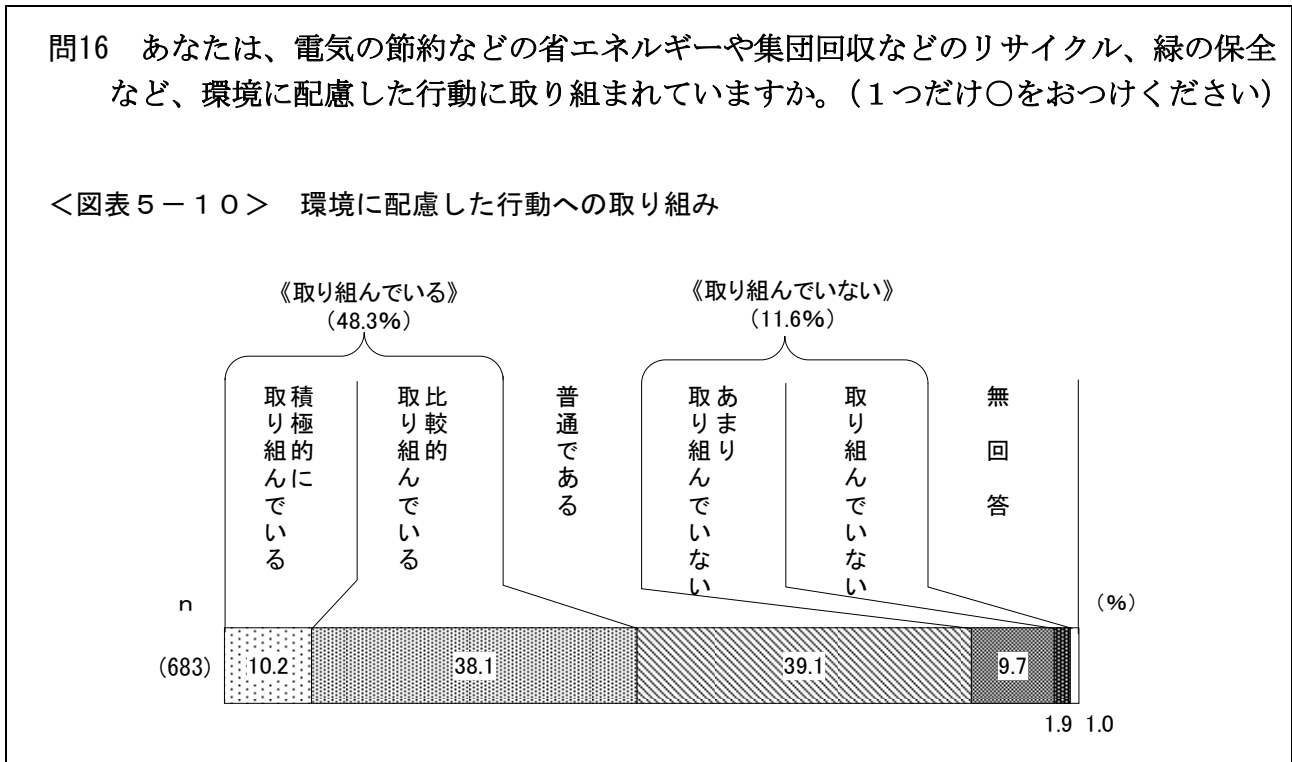 問16　あなたは、電気の節約などの省エネルギーや集団回収などのリサイクル、緑の保全
など、環境に配慮した行動に取り組まれていますか。（１つだけ○をおつけください）
＜図表５－１０＞　環境に配慮した行動への取り組み
《取り組んでいる》
（48.3%）
《取り組んでいない》
（11.6%）
積極的に
取り組んでいる
比較的
取り組んでいる
普通である
あまり
取り組んでいない
取り組んでいない
無回答
n
（%）
（683）
10.2
38.1
39.1
9.7
1.9
1.0